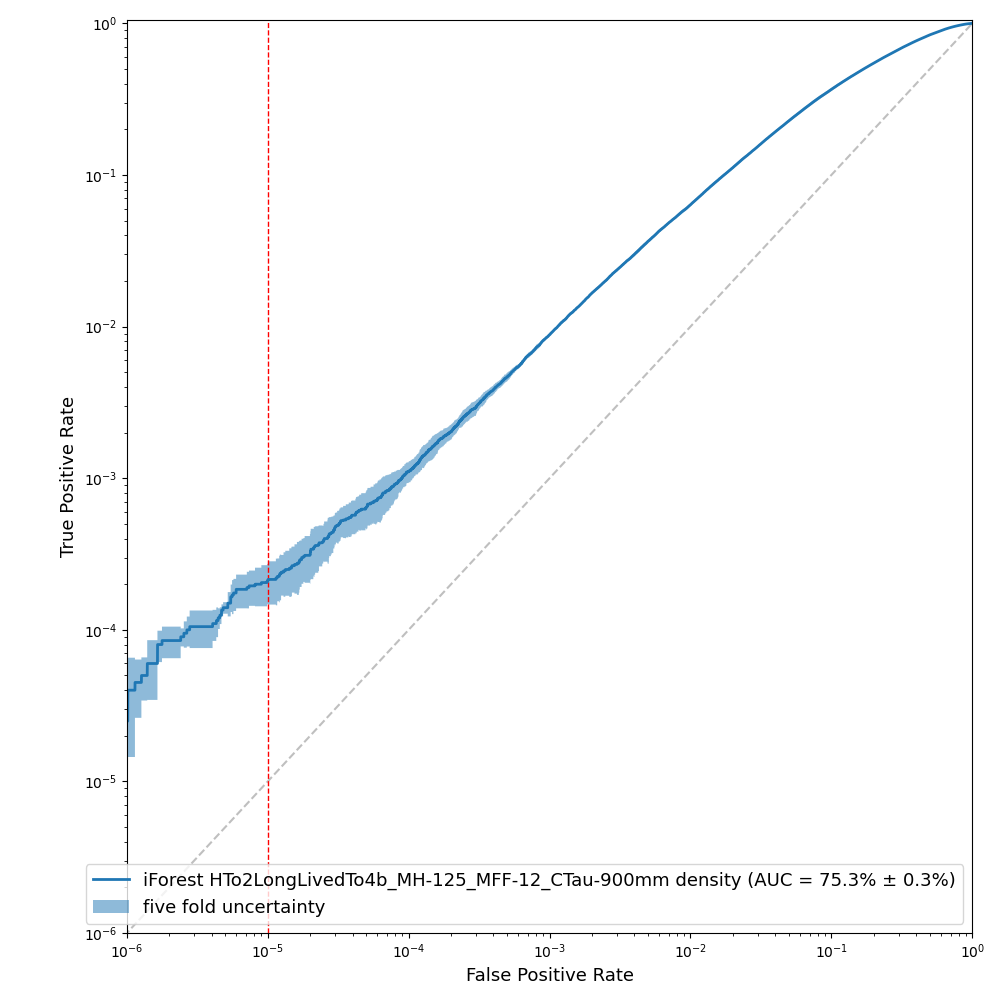 10⁰
10⁻¹
10⁻²
10⁻³
10⁻⁴
10⁻⁵
10⁻⁶
True Positive Rate
iForest HTo2LongLivedTo4b_MH-125_MFF-12_CTau-900mm density (AUC = 75.3% ± 0.3%)
five fold uncertainty
10⁻⁶ 10⁻⁵ 10⁻⁴ 10⁻³ 10⁻² 10⁻¹ 10⁰
False Positive Rate